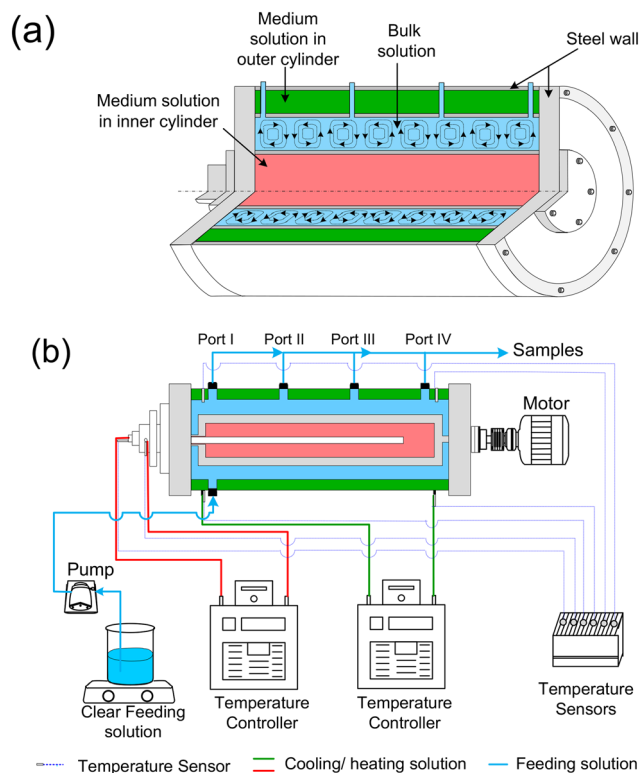 (a)
Medium
solution in
outer cylinder
Bulk
solution
Steel wall
Medium solution
in inner cylinder
(b)
Port I
Port II
Port III
Port IV
Samples
Motor
Pump
Clear Feeding
solution
Temperature
Controller
Temperature
Controller
Temperature
Sensors
Temperature Sensor
Cooling/ heating solution
Feeding solution